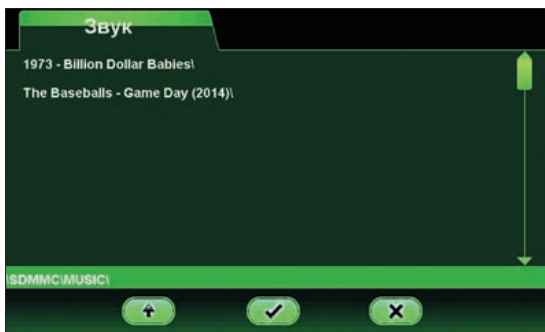 Звук
1973 - Billion Dollar Babies\
The Baseballs - Game Day (2014)\
\SDMMC\MUSIC\